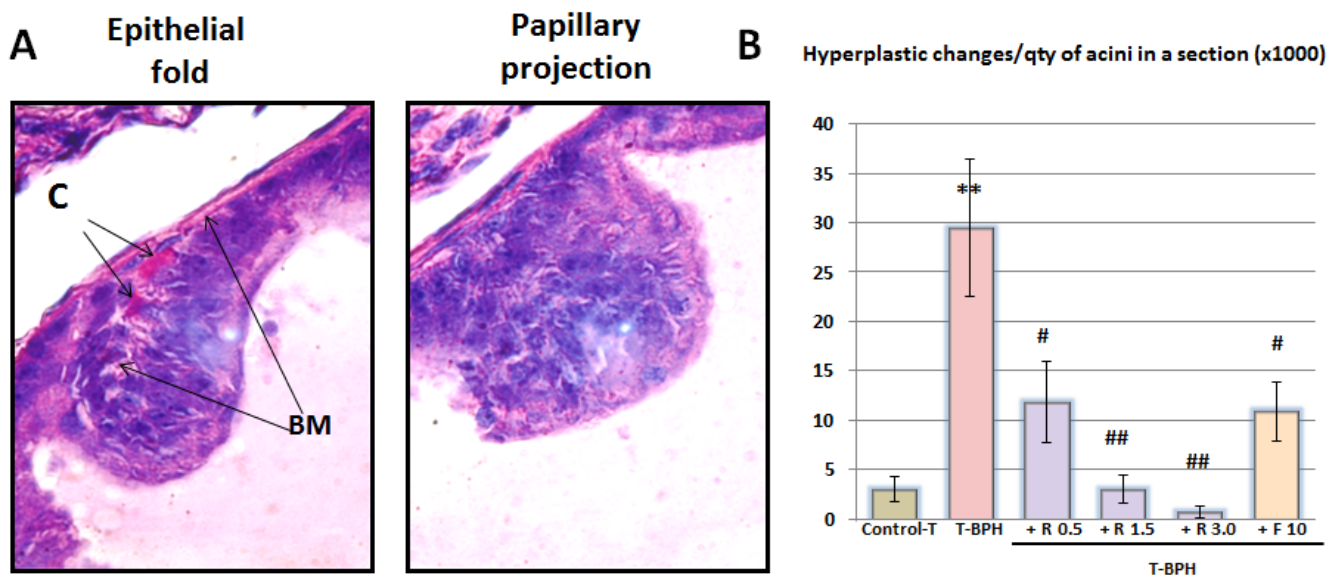 A
Epithelial
fold
Papillary
projection
C
BM
B
Hyperplastic changes/qty of acini in a section (x1000)
40
35
30
25
20
15
10
5
0
**
#
##
##
#
Control-T T-BPH + R 0.5 + R 1.5 + R 3.0 + F 10
T-BPH